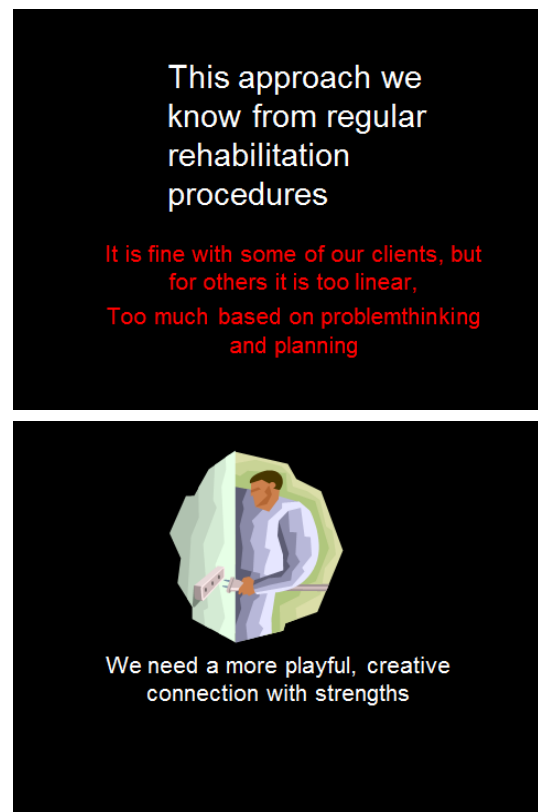 This approach we
know from regular
rehabilitation
procedures
It is fine with some of our clients, but
for others it is too linear,
Too much based on problemthinking
and planning
We need a more playful, creative
connection with strengths